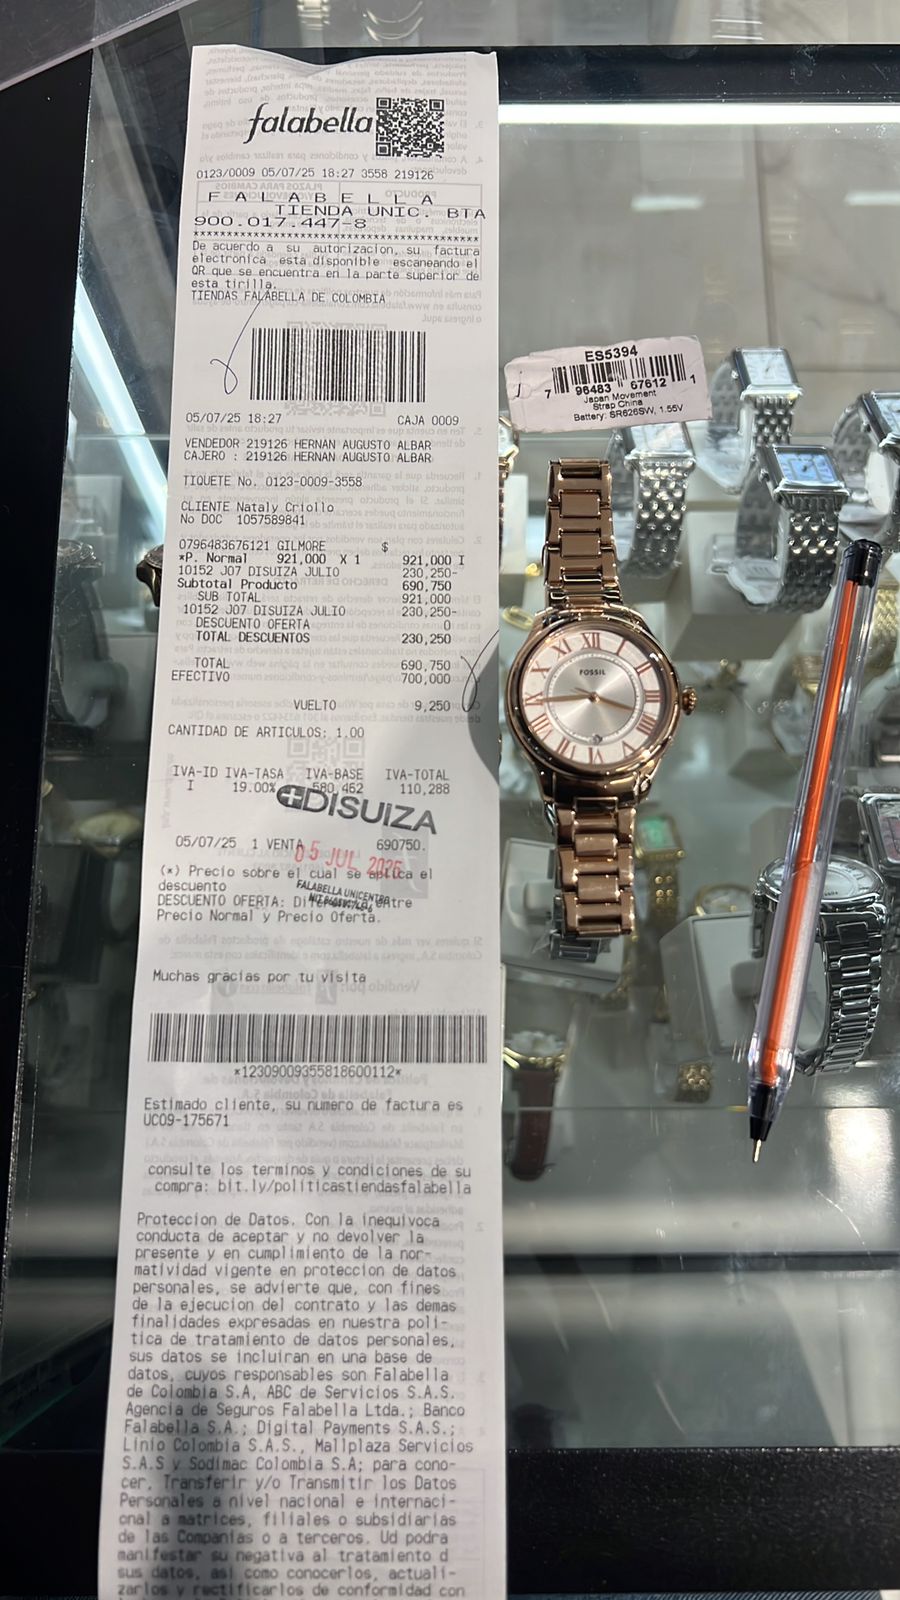 falabella
0123/0009 05/07/25 18:27 3558 219126
F A L A B E L L A
TIENDA UNIC. BTA
900.017.447-8
******************************************
De acuerdo a su autorizacion, su factura
electronica esta disponible escaneando el
QR que se encuentra en la parte superior de
esta tirilla.
TIENDAS FALABELLA DE COLOMBIA
05/07/25 18:27 CAJA 0009
VENDEDOR 219126 HERNAN AUGUSTO ALBAR
CAJERO : 219126 HERNAN AUGUSTO ALBAR
TIQUETE No. 0123-0009-3558
CLIENTE Nataly Criollo
No DOC 1057589841
0796483676121 GILMORE $
*P. Normal 921,000 X 1 921,000 I
10152 J07 DISUIZA JULIO 230,250-
Subtotal Producto 690,750
SUB TOTAL 921,000
10152 J07 DISUIZA JULIO 230,250-
DESCUENTO OFERTA 0
TOTAL DESCUENTOS 230,250
TOTAL 690,750
EFECTIVO 700,000
VUELTO 9,250
CANTIDAD DE ARTICULOS: 1.00
IVA-ID IVA-TASA IVA-BASE IVA-TOTAL
I 19.00% 580,462 110,288
DISUIZA
05/07/25 1 VENTA 690750.
05 JUL 2025
(*) Precio sobre el cual se aplica el
descuento
FALABELLA UNICENTRO
DESCUENTO OFERTA: Diferencia entre
Precio Normal y Precio Oferta.
Muchas gracias por tu visita
*12309009355818600112*
Estimado cliente, su numero de factura es
UC09-175671
consulte los terminos y condiciones de su
compra: bit.ly/politicastiendasfalabella
Proteccion de Datos. Con la inequivoca
conducta de aceptar y no devolver la
presente y en cumplimiento de la nor-
matividad vigente en proteccion de datos
personales, se advierte que, con fines
de la ejecucion del contrato y las demas
finalidades expresadas en nuestra poli-
tica de tratamiento de datos personales,
sus datos se incluiran en una base de
datos, cuyos responsables son Falabella
de Colombia S.A, ABC de Servicios S.A.S.
Agencia de Seguros Falabella Ltda.; Banco
Falabella S.A.; Digital Payments S.A.S.;
Linio Colombia S.A.S., Mallplaza Servicios
S.A.S y Sodimac Colombia S.A; para cono-
cer, Transferir y/o Transmitir los Datos
Personales a nivel nacional e internaci-
onal a matrices, filiales o subsidiarias
de las Companias o a terceros. Ud podra
manifestar su negativa al tratamiento d
sus datos, asi como conocerlos, actuali-
zarlos y rectificarlos de conformidad con
ES5394
7 96483 67612 1
Japan Movement
Strap China
Battery: SR626SW, 1.55V
FOSSIL